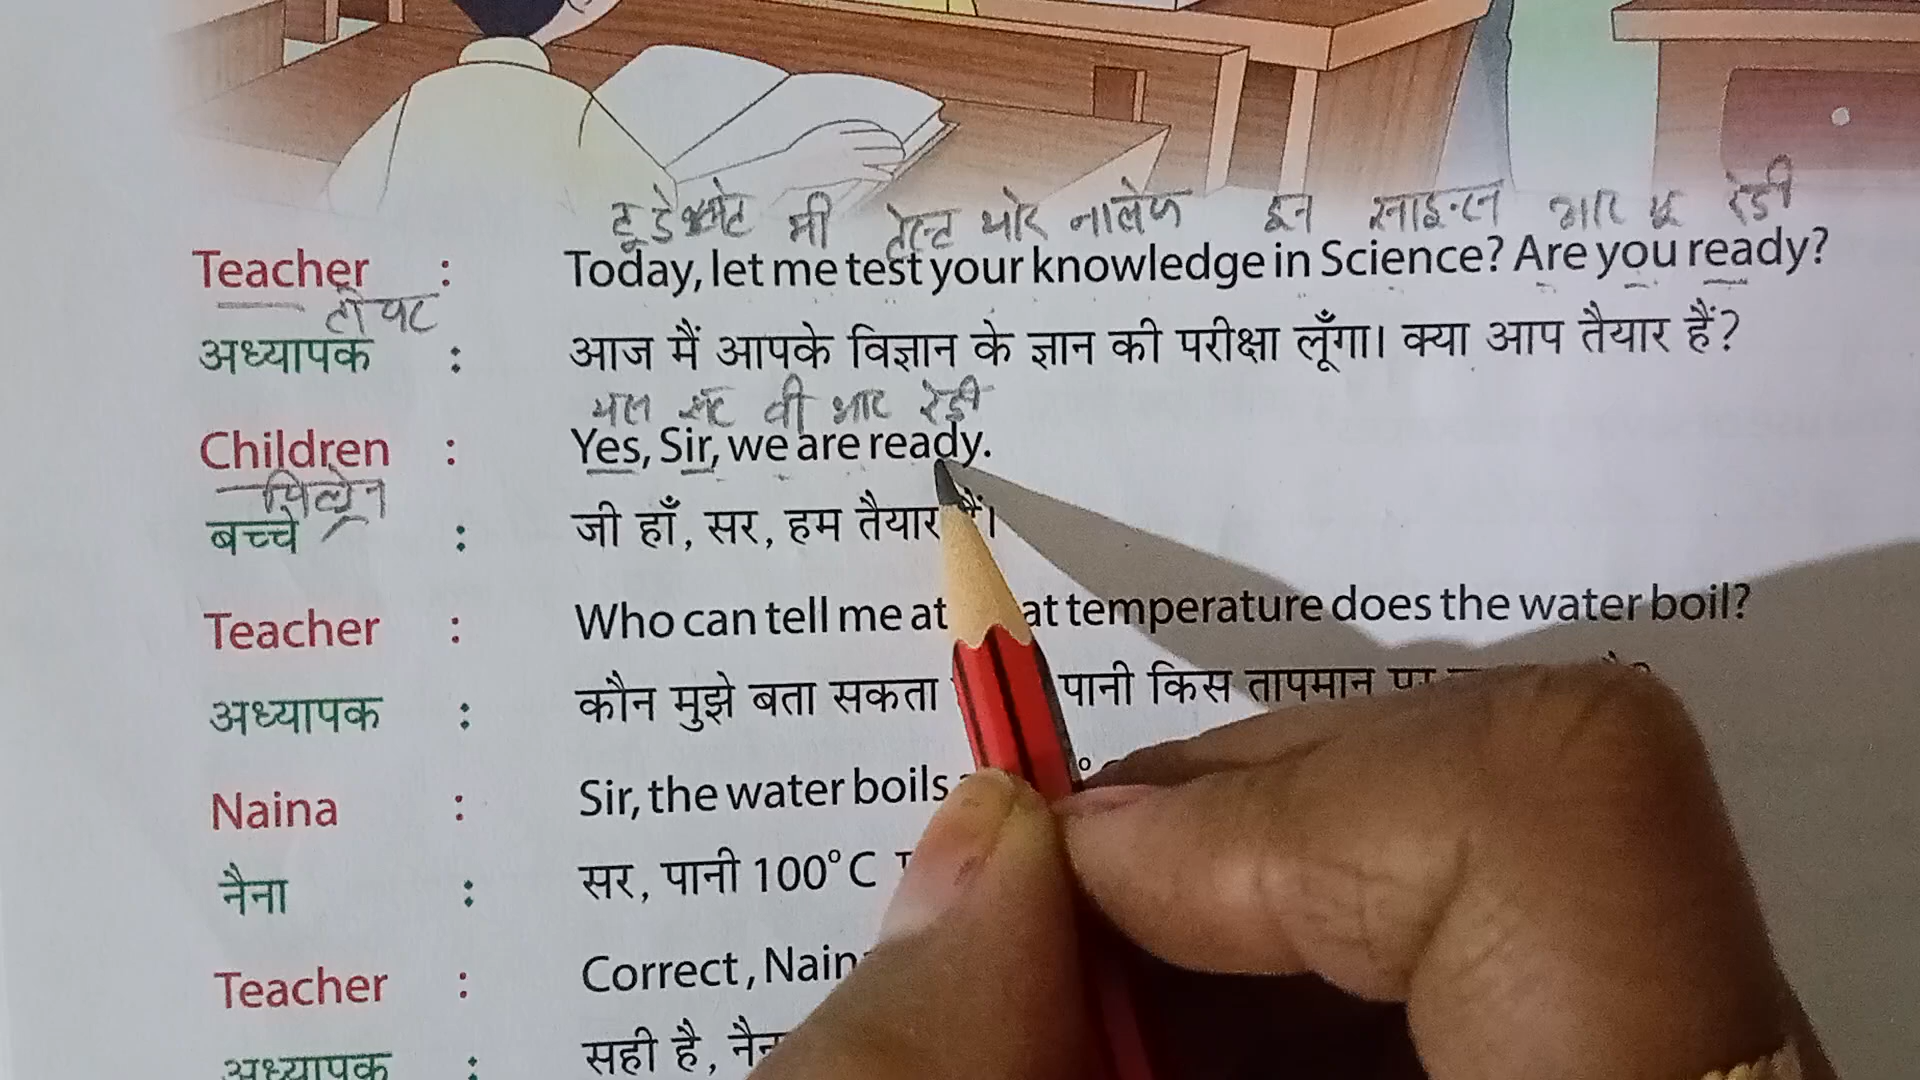 टू डे मी टेस्ट योर नालेज इन साइन्स आर यू रेडी
Teacher : Today, let me test your knowledge in Science? Are you ready?
टीचर
अध्यापक : आज मैं आपके विज्ञान के ज्ञान की परीक्षा लूँगा। क्या आप तैयार हैं?
यस सर वी आर रेडी
Children : Yes, Sir, we are ready.
चिल्ड्रेन
बच्चे : जी हाँ, सर, हम तैयार
Teacher : Who can tell me at temperature does the water boil?
अध्यापक : कौन मुझे बता सकता पानी किस तापमान पर
Naina : Sir, the water boils
नैना : सर, पानी 100°C
Teacher : Correct,
अध्यापक : सही है,